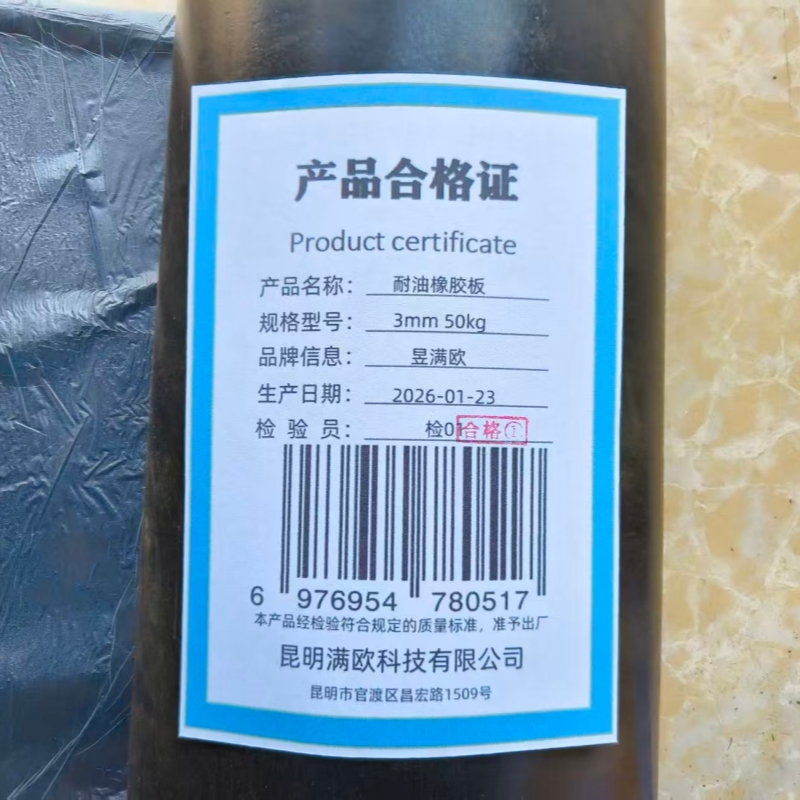 产品合格证
Product certificate
产品名称： 耐油橡胶板
规格型号： 3mm 50kg
品牌信息： 昱满欧
生产日期： 2026-01-23
检 验 员： 检01 合格①
6 976954 780517
本产品经检验符合规定的质量标准，准予出厂
昆明满欧科技有限公司
昆明市官渡区昌宏路1509号